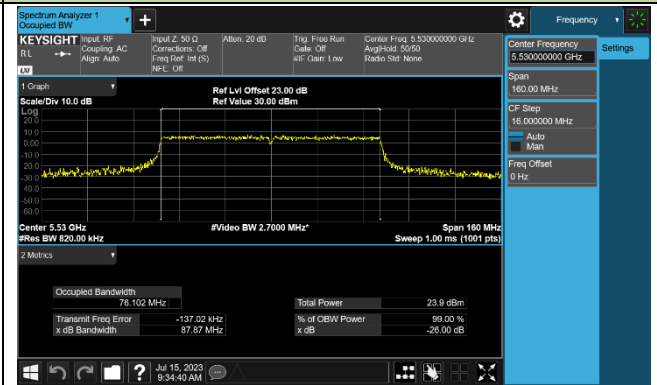 Spectrum Analyzer 1
Occupied BW
+
Frequency
KEYSIGHT
RL
LXI
Input: RF
Coupling: AC
Align: Auto
Input Z: 50 Ω
Corrections: Off
Freq Ref: Int (S)
NFE: Off
Atten: 20 dB
Trig: Free Run
Gate: Off
#IF Gain: Low
Center Freq: 5.530000000 GHz
Avg|Hold: 50/50
Radio Std: None
Center Frequency
5.530000000 GHz
Settings
Span
160.00 MHz
CF Step
16.000000 MHz
Auto
Man
Freq Offset
0 Hz
1 Graph
Scale/Div 10.0 dB
Ref Lvl Offset 23.00 dB
Ref Value 30.00 dBm
Log
20.0
10.0
0.00
-10.0
-20.0
-30.0
-40.0
-50.0
-60.0
Center 5.53 GHz
#Video BW 2.7000 MHz*
Span 160 MHz
#Res BW 820.00 kHz
Sweep 1.00 ms (1001 pts)
2 Metrics
Occupied Bandwidth
76.102 MHz
Total Power 23.9 dBm
Transmit Freq Error -137.02 kHz
% of OBW Power 99.00 %
x dB Bandwidth 87.87 MHz
x dB -26.00 dB
?
Jul 15, 2023
9:34:40 AM